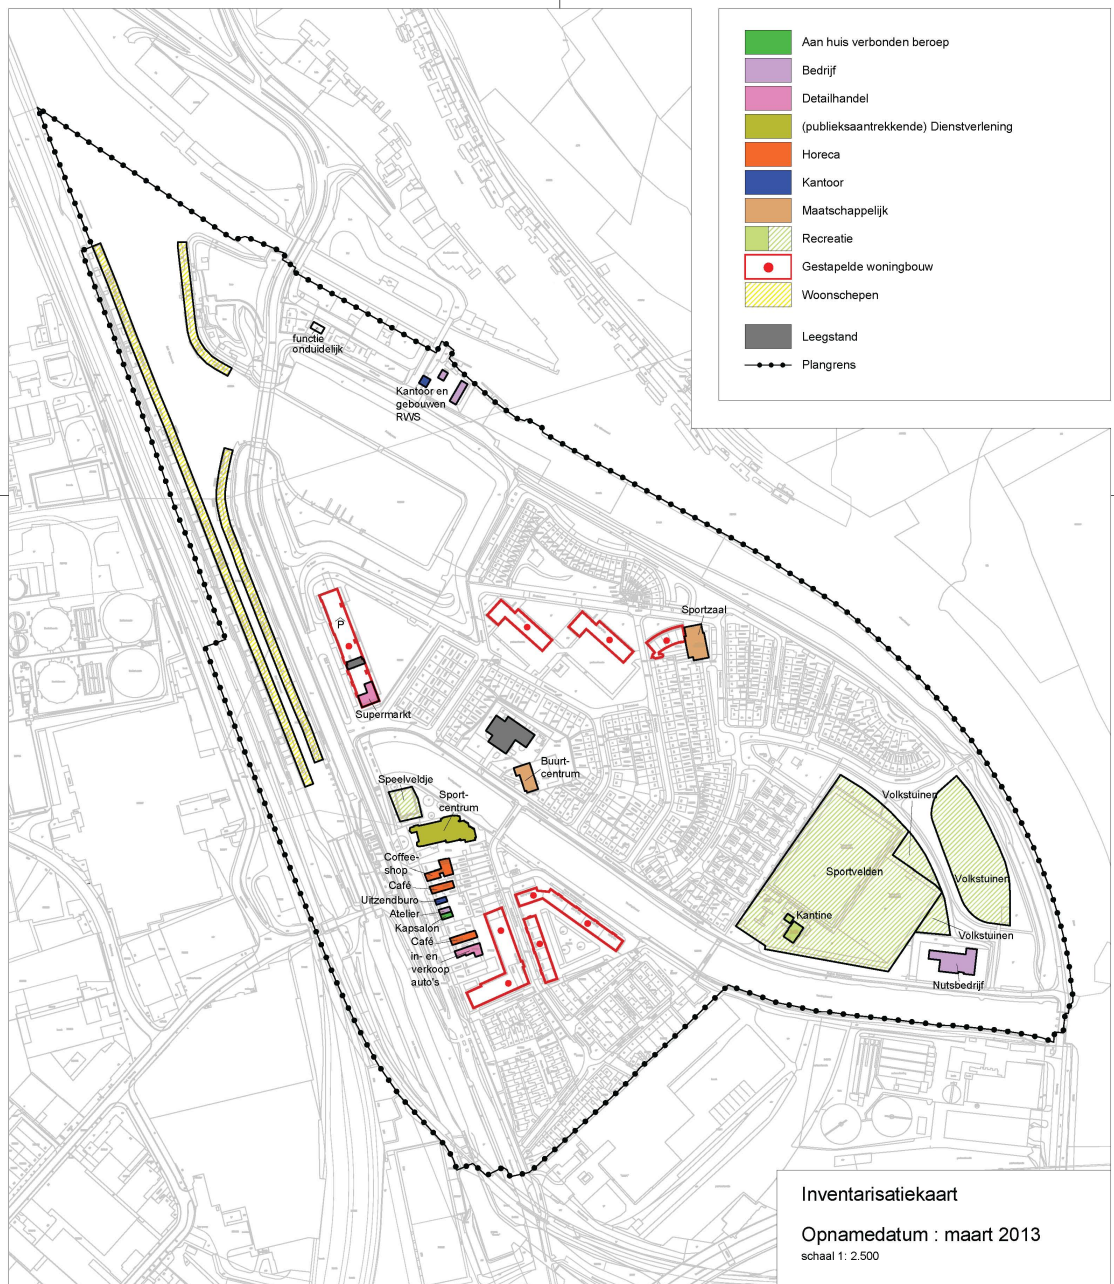 Aan huis verbonden beroep
Bedrijf
Detailhandel
(publieksaantrekkende) Dienstverlening
Horeca
Kantoor
Maatschappelijk
Recreatie
Gestapelde woningbouw
Woonschepen
Leegstand
Plangrens
functie
onduidelijk
Kantoor en
gebouwen
RWS
Sportzaal
P
Supermarkt
Buurt-
centrum
Speelveldje
Sport-
centrum
Coffee-
shop
Café
Uitzendburo
Atelier
Kapsalon
Café
in- en
verkoop
auto's
Volkstuinen
Sportvelden
Volkstuinen
Kantine
Volkstuinen
Nutsbedrijf
Inventarisatiekaart
Opnamedatum : maart 2013
schaal 1: 2.500